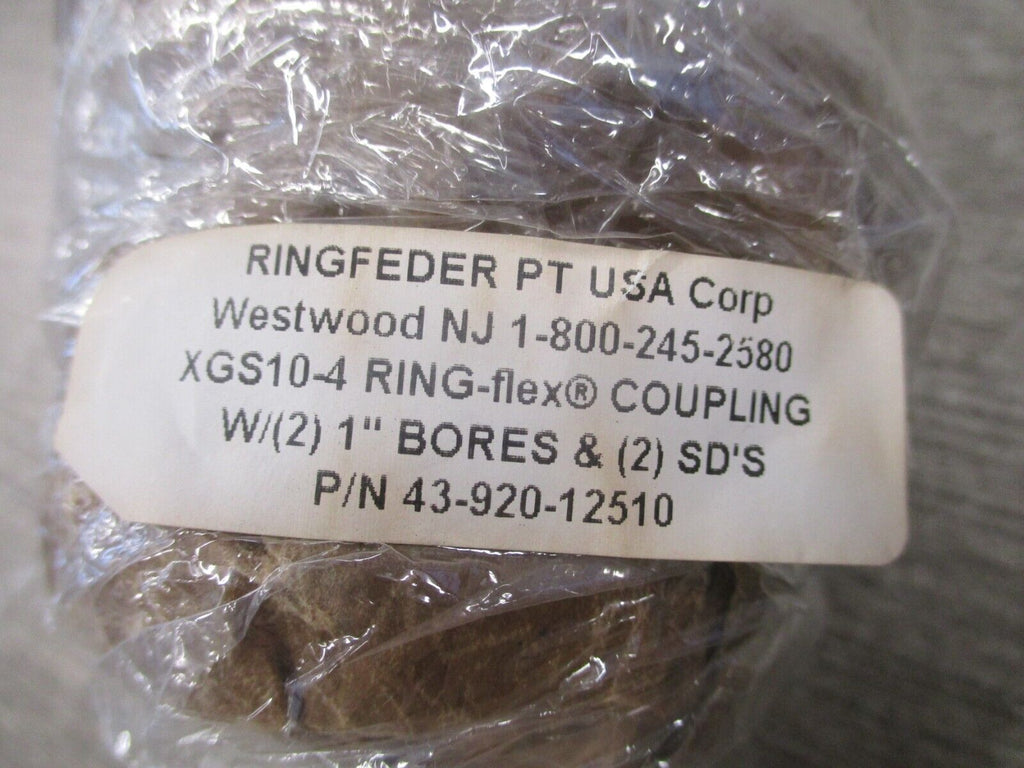 RINGFEDER PT USA Corp
Westwood NJ 1-800-245-2580
XGS10-4 RING-flex® COUPLING
W/(2) 1" BORES & (2) SD'S
P/N 43-920-12510